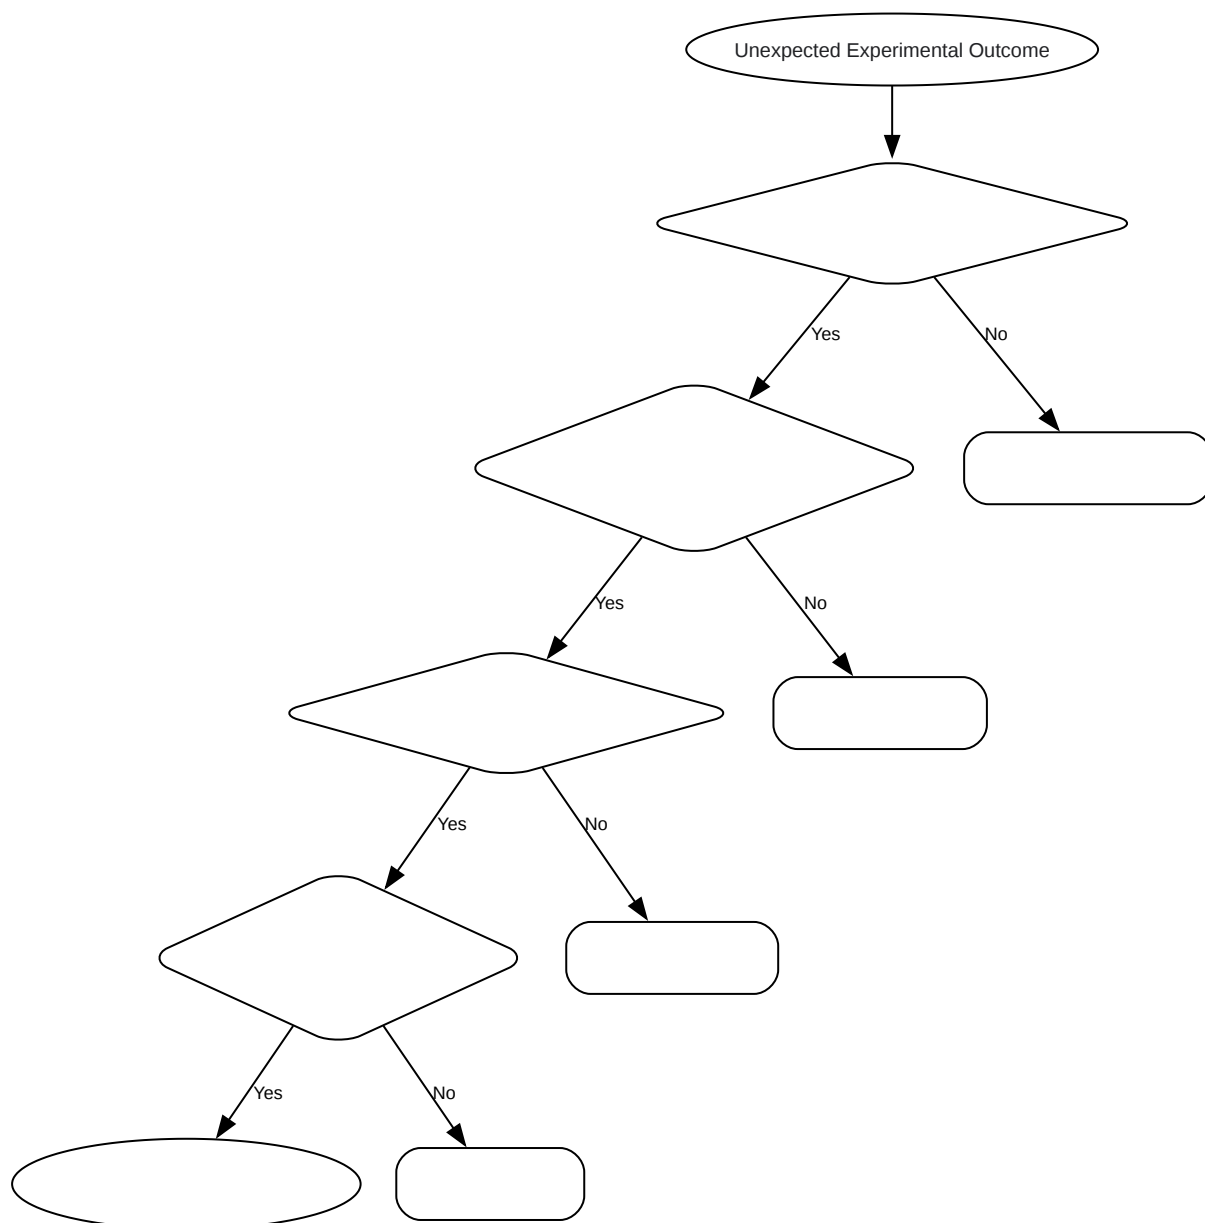 Unexpected Experimental Outcome
Yes
No
Yes
No
Yes
No
Yes
No